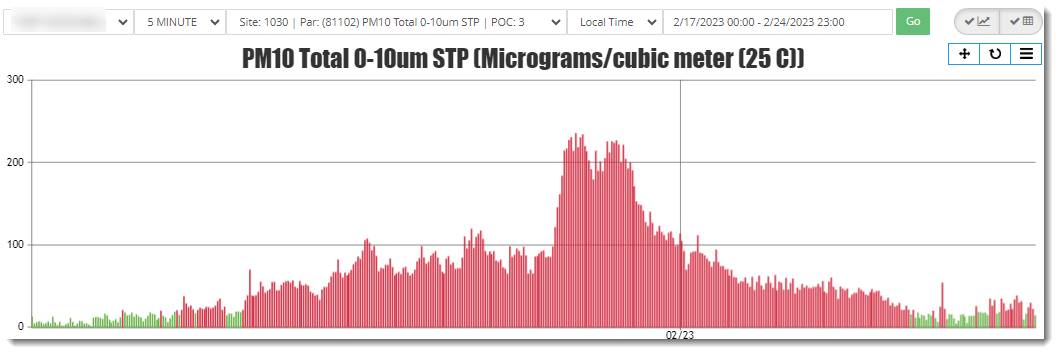 5 MINUTE Site: 1030 | Par: (81102) PM10 Total 0-10um STP | POC: 3 Local Time 2/17/2023 00:00 - 2/24/2023 23:00 Go
PM10 Total 0-10um STP (Micrograms/cubic meter (25 C))
300
200
100
0
02/23